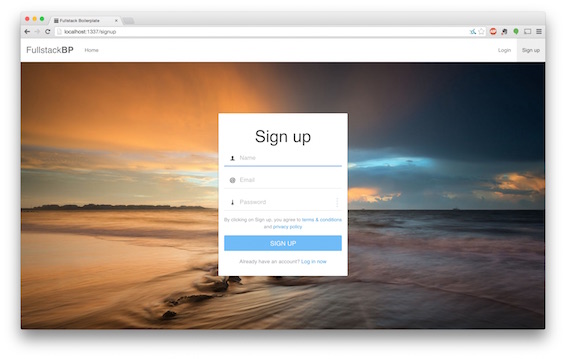 Fullstack Boilerplate
localhost:1337/signup
FullstackBP
Home
Login
Sign up
Sign up
Name
Email
Password
By clicking on Sign up, you agree to terms & conditions
and privacy policy
SIGN UP
Already have an account? Log in now